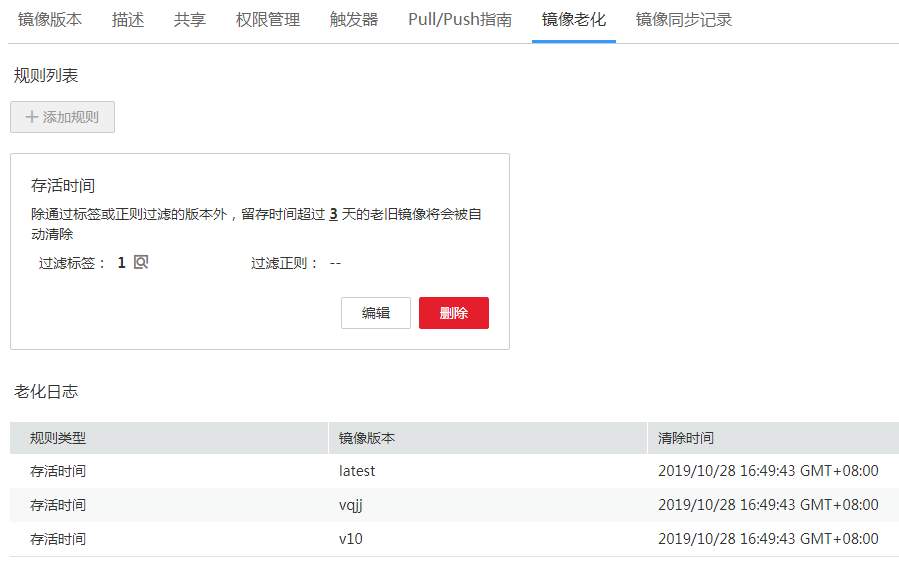 镜像版本 描述 共享 权限管理 触发器 Pull/Push指南 镜像老化 镜像同步记录
规则列表
添加规则
存活时间
除通过标签或正则过滤的版本外，留存时间超过 3 天的老旧镜像将会被自
动清除
过滤标签： 1 过滤正则： --
编辑 删除
老化日志
规则类型 镜像版本 清除时间
存活时间 latest 2019/10/28 16:49:43 GMT+08:00
存活时间 vqjj 2019/10/28 16:49:43 GMT+08:00
存活时间 v10 2019/10/28 16:49:43 GMT+08:00